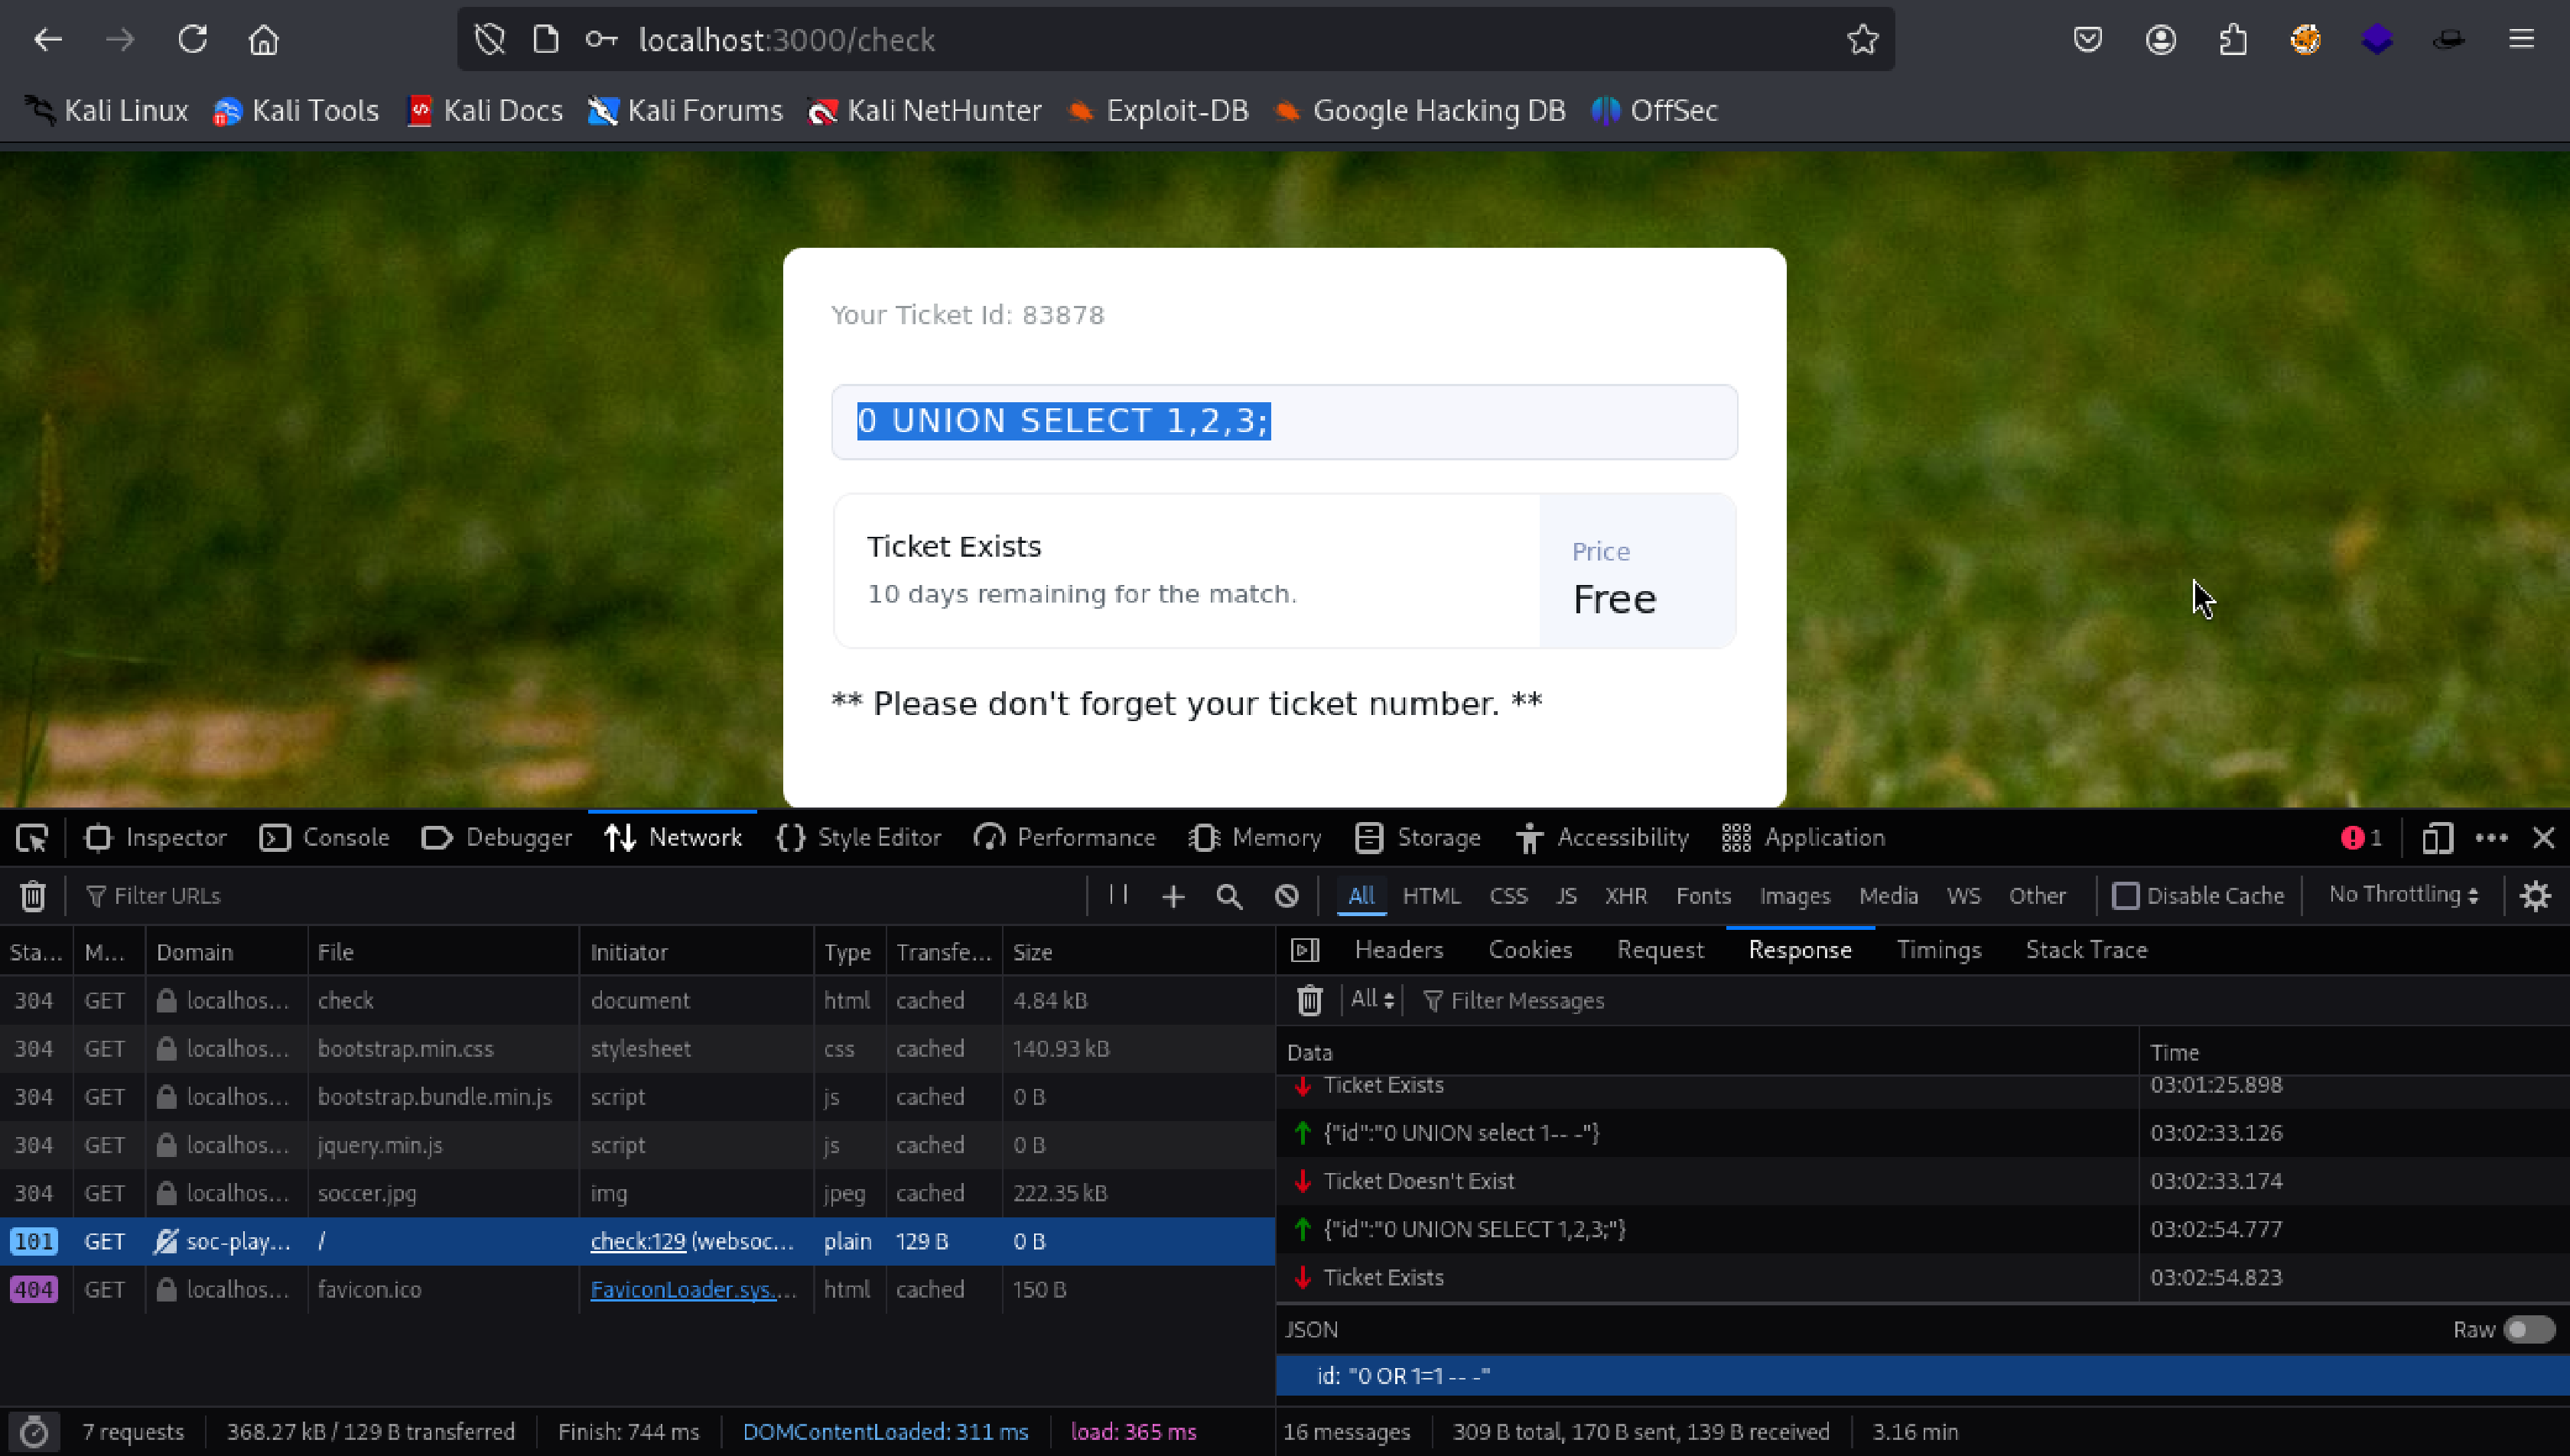 localhost:3000/check
Kali Linux Kali Tools Kali Docs Kali Forums Kali NetHunter Exploit-DB Google Hacking DB OffSec
Your Ticket Id: 83878
0 UNION SELECT 1,2,3;
Ticket Exists
10 days remaining for the match.
Price
Free
** Please don't forget your ticket number. **
Inspector Console Debugger Network Style Editor Performance Memory Storage Accessibility Application 1
Filter URLs All HTML CSS JS XHR Fonts Images Media WS Other Disable Cache No Throttling
Sta... M... Domain File Initiator Type Transfe... Size
304 GET localhos... check document html cached 4.84 kB
304 GET localhos... bootstrap.min.css stylesheet css cached 140.93 kB
304 GET localhos... bootstrap.bundle.min.js script js cached 0 B
304 GET localhos... jquery.min.js script js cached 0 B
304 GET localhos... soccer.jpg img jpeg cached 222.35 kB
101 GET soc-play... / check:129 (websoc... plain 129 B 0 B
404 GET localhos... favicon.ico FaviconLoader.sys.... html cached 150 B
7 requests 368.27 kB / 129 B transferred Finish: 744 ms DOMContentLoaded: 311 ms load: 365 ms
Headers Cookies Request Response Timings Stack Trace
All Filter Messages
Data Time
Ticket Exists 03:01:25.898
{"id":"0 UNION select 1-- -"} 03:02:33.126
Ticket Doesn't Exist 03:02:33.174
{"id":"0 UNION SELECT 1,2,3;"} 03:02:54.777
Ticket Exists 03:02:54.823
JSON Raw
id: "0 OR 1=1 -- -"
16 messages 309 B total, 170 B sent, 139 B received 3.16 min